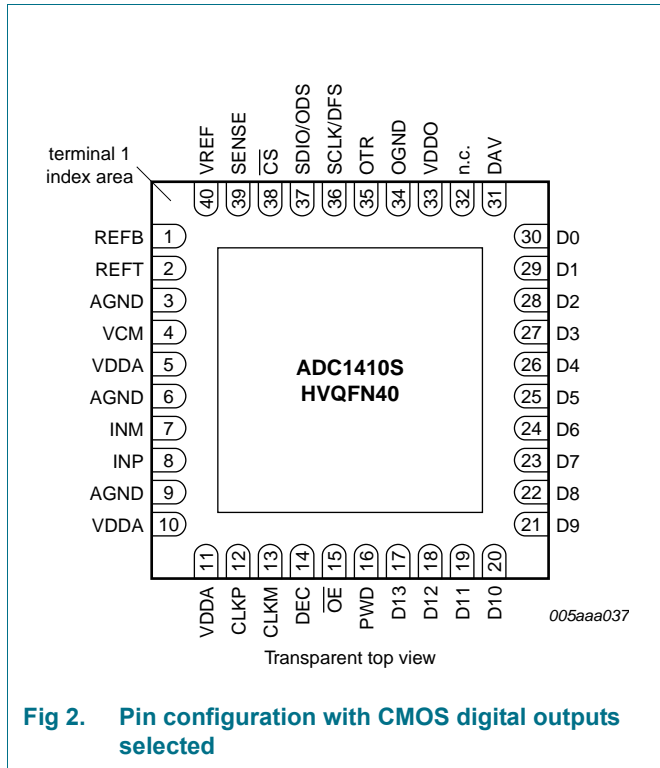 terminal 1
index area
VREF
SENSE
C̅S̅
SDIO/ODS
SCLK/DFS
OTR
OGND
VDDO
n.c.
DAV
40
39
38
37
36
35
34
33
32
31
REFB 1
REFT 2
AGND 3
VCM 4
VDDA 5
AGND 6
INM 7
INP 8
AGND 9
VDDA 10
ADC1410S
HVQFN40
30 D0
29 D1
28 D2
27 D3
26 D4
25 D5
24 D6
23 D7
22 D8
21 D9
11
12
13
14
15
16
17
18
19
20
VDDA
CLKP
CLKM
DEC
O̅E̅
PWD
D13
D12
D11
D10
005aaa037
Transparent top view
Fig 2. Pin configuration with CMOS digital outputs
selected